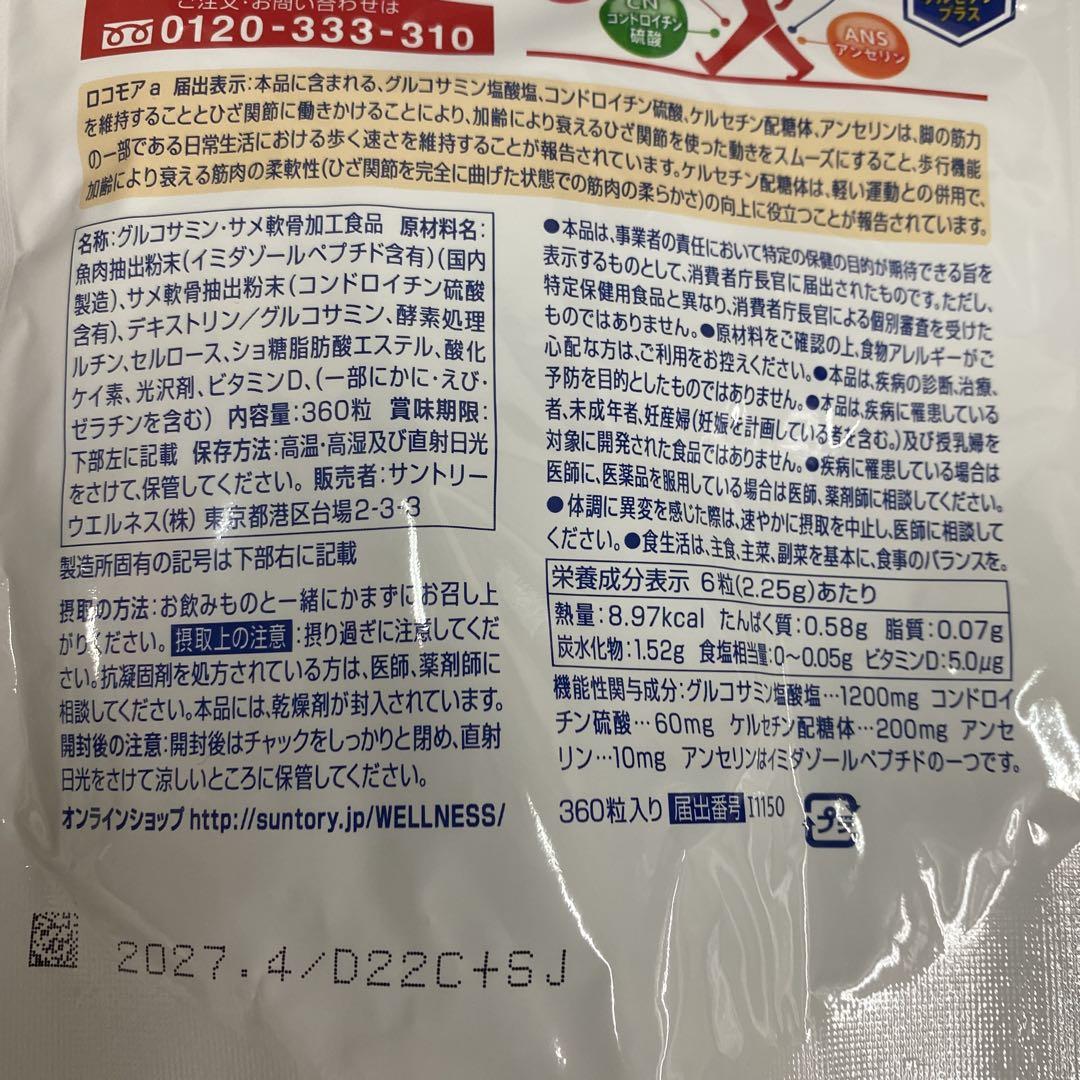 ご注文・お問い合わせは
0120-333-310
コンドロイチン
硫酸
ANS
アンセリン
プラス
ロコモアa 届出表示:本品に含まれる、グルコサミン塩酸塩、コンドロイチン硫酸、ケルセチン配糖体、アンセリンは、脚の筋力
を維持することとひざ関節に働きかけることにより、加齢により衰えるひざ関節を使った動きをスムーズにすること、歩行機能
の一部である日常生活における歩く速さを維持することが報告されています。ケルセチン配糖体は、軽い運動との併用で、
加齢により衰える筋肉の柔軟性(ひざ関節を完全に曲げた状態での筋肉の柔らかさ)の向上に役立つことが報告されています。
名称:グルコサミン・サメ軟骨加工食品 原材料名:
魚肉抽出粉末(イミダゾールペプチド含有)(国内
製造)、サメ軟骨抽出粉末(コンドロイチン硫酸
含有)、デキストリン/グルコサミン、酵素処理
ルチン、セルロース、ショ糖脂肪酸エステル、酸化
ケイ素、光沢剤、ビタミンD、(一部にかに・えび・
ゼラチンを含む) 内容量:360粒 賞味期限:
下部左に記載 保存方法:高温・高湿及び直射日光
をさけて、保管してください。 販売者:サントリー
ウエルネス(株) 東京都港区台場2-3-3
製造所固有の記号は下部右に記載
摂取の方法:お飲みものと一緒にかまずにお召し上
がりください。 摂取上の注意:摂り過ぎに注意してくだ
さい。抗凝固剤を処方されている方は、医師、薬剤師に
相談してください。本品には、乾燥剤が封入されています。
開封後の注意:開封後はチャックをしっかりと閉め、直射
日光をさけて涼しいところに保管してください。
オンラインショップ http://suntory.jp/WELLNESS/
●本品は、事業者の責任において特定の保健の目的が期待できる旨を
表示するものとして、消費者庁長官に届出されたものです。ただし、
特定保健用食品と異なり、消費者庁長官による個別審査を受けた
ものではありません。●原材料をご確認の上、食物アレルギーがご
心配な方は、ご利用をお控えください。●本品は、疾病の診断、治療、
予防を目的としたものではありません。●本品は、疾病に罹患している
者、未成年者、妊産婦(妊娠を計画している者を含む。)及び授乳婦を
対象に開発された食品ではありません。●疾病に罹患している場合は
医師に、医薬品を服用している場合は医師、薬剤師に相談してください。
●体調に異変を感じた際は、速やかに摂取を中止し、医師に相談して
ください。●食生活は、主食、主菜、副菜を基本に、食事のバランスを。
栄養成分表示 6粒(2.25g)あたり
熱量:8.97kcal たんぱく質:0.58g 脂質:0.07g
炭水化物:1.52g 食塩相当量:0~0.05g ビタミンD:5.0μg
機能性関与成分:グルコサミン塩酸塩…1200mg コンドロイ
チン硫酸…60mg ケルセチン配糖体…200mg アンセ
リン…10mg アンセリンはイミダゾールペプチドの一つです。
360粒入り 届出番号 I1150
プラ
2027.4/D22C+SJ